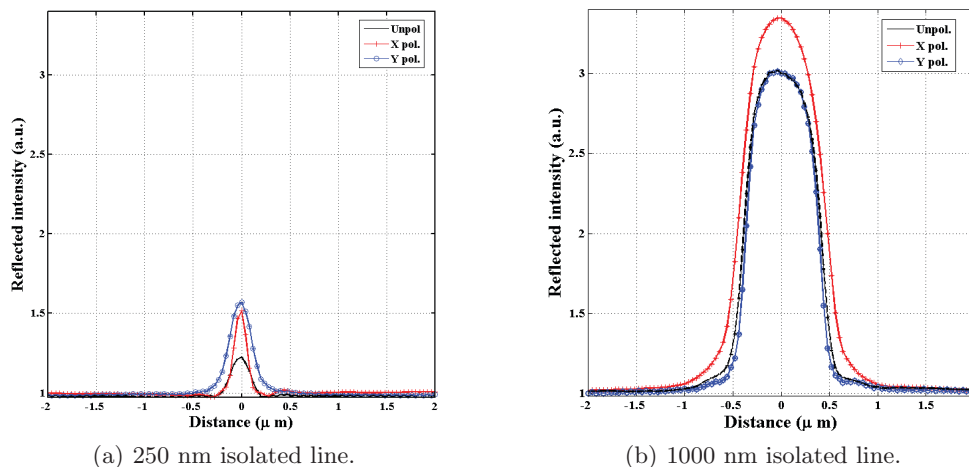 Reflected intensity (a.u.)
3
2.5
2
1.5
1
Unpol.
X pol.
Y pol.
-2 -1.5 -1 -0.5 0 0.5 1 1.5 2
Distance (μ m)
(a) 250 nm isolated line.
Reflected intensity (a.u.)
3
2.5
2
1.5
1
Unpol.
X pol.
Y pol.
-2 -1.5 -1 -0.5 0 0.5 1 1.5
Distance (μ m)
(b) 1000 nm isolated line.